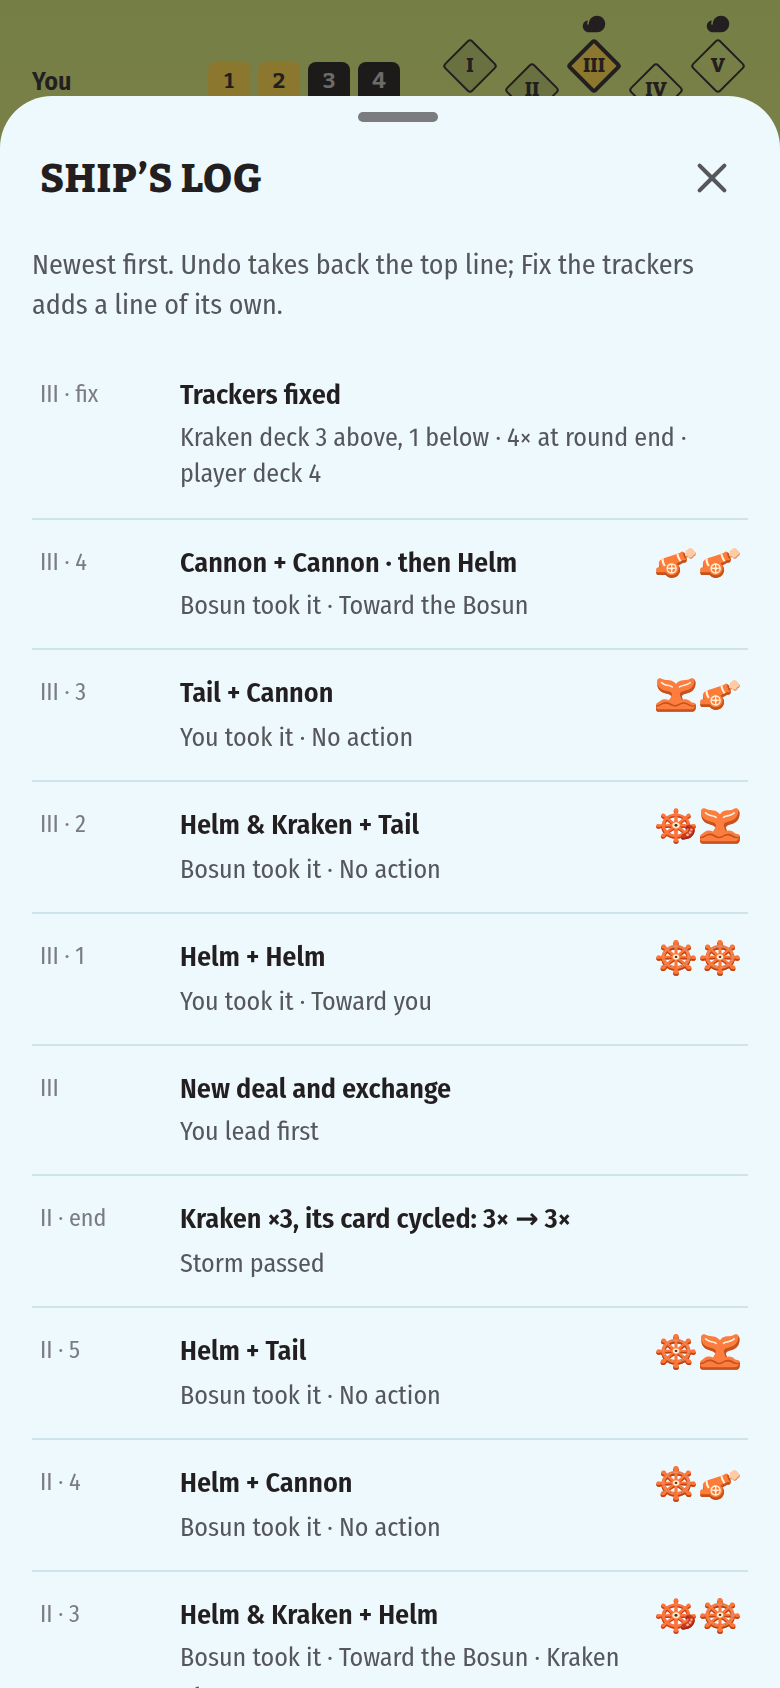 You 1 2 3 4 I II III IV V
SHIP’S LOG
Newest first. Undo takes back the top line; Fix the trackers
adds a line of its own.
III · fix Trackers fixed
Kraken deck 3 above, 1 below · 4× at round end ·
player deck 4
III · 4 Cannon + Cannon · then Helm
Bosun took it · Toward the Bosun
III · 3 Tail + Cannon
You took it · No action
III · 2 Helm & Kraken + Tail
Bosun took it · No action
III · 1 Helm + Helm
You took it · Toward you
III New deal and exchange
You lead first
II · end Kraken ×3, its card cycled: 3× → 3×
Storm passed
II · 5 Helm + Tail
Bosun took it · No action
II · 4 Helm + Cannon
Bosun took it · No action
II · 3 Helm & Kraken + Helm
Bosun took it · Toward the Bosun · Kraken